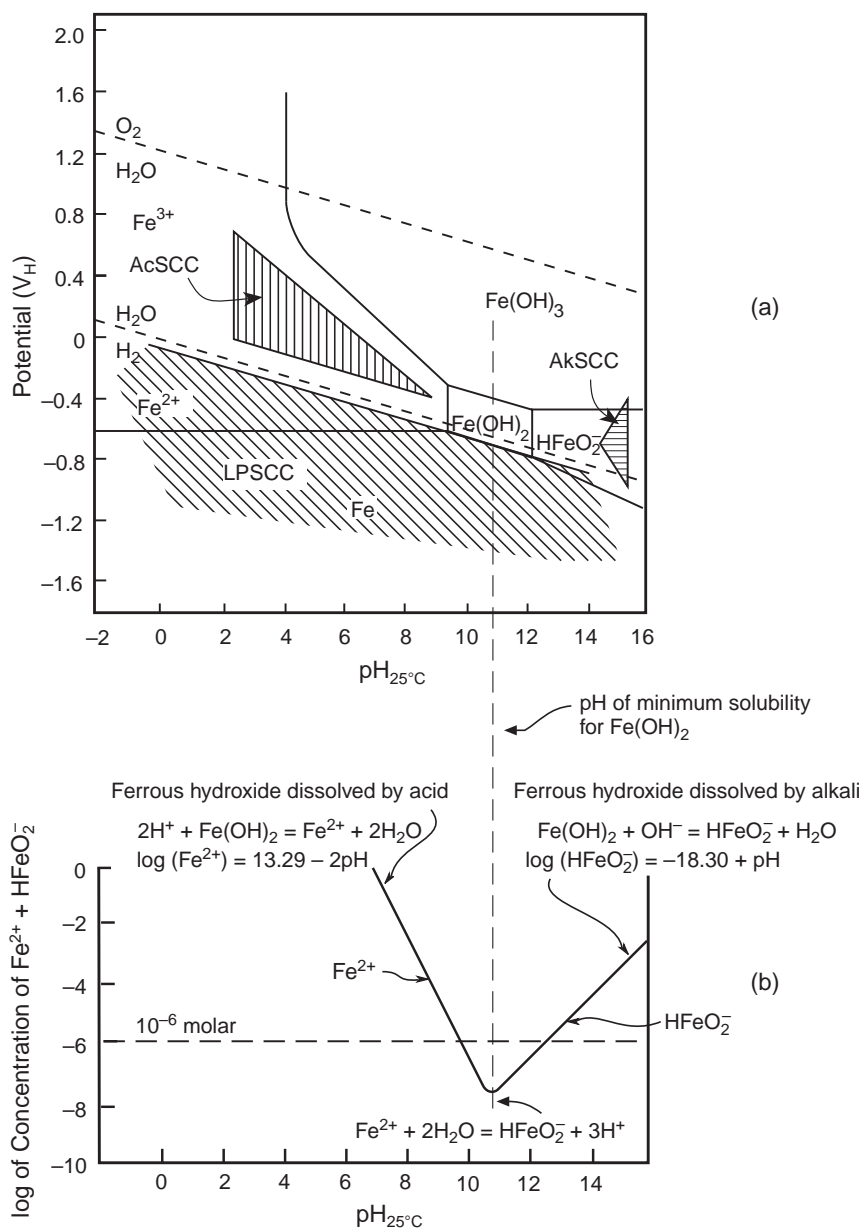 2.0
1.6
1.2
0.8
0.4
0
–0.4
–0.8
–1.2
–1.6
Potential (V_H)
O₂
H₂O
Fe³⁺
AcSCC
H₂O
H₂
Fe²⁺
LPSCC
Fe
Fe(OH)₃
Fe(OH)₂
HFeO₂⁻
AkSCC
(a)
–2 0 2 4 6 8 10 12 14 16
pH₂₅°C
pH of minimum solubility
for Fe(OH)₂
Ferrous hydroxide dissolved by acid
2H⁺ + Fe(OH)₂ = Fe²⁺ + 2H₂O
log (Fe²⁺) = 13.29 – 2pH
Ferrous hydroxide dissolved by alkali
Fe(OH)₂ + OH⁻ = HFeO₂⁻ + H₂O
log (HFeO₂⁻) = –18.30 + pH
0
–2
–4
–6
–8
–10
log of Concentration of Fe²⁺ + HFeO₂⁻
Fe²⁺
HFeO₂⁻
(b)
10⁻⁶ molar
Fe²⁺ + 2H₂O = HFeO₂⁻ + 3H⁺
0 2 4 6 8 10 12 14
pH₂₅°C